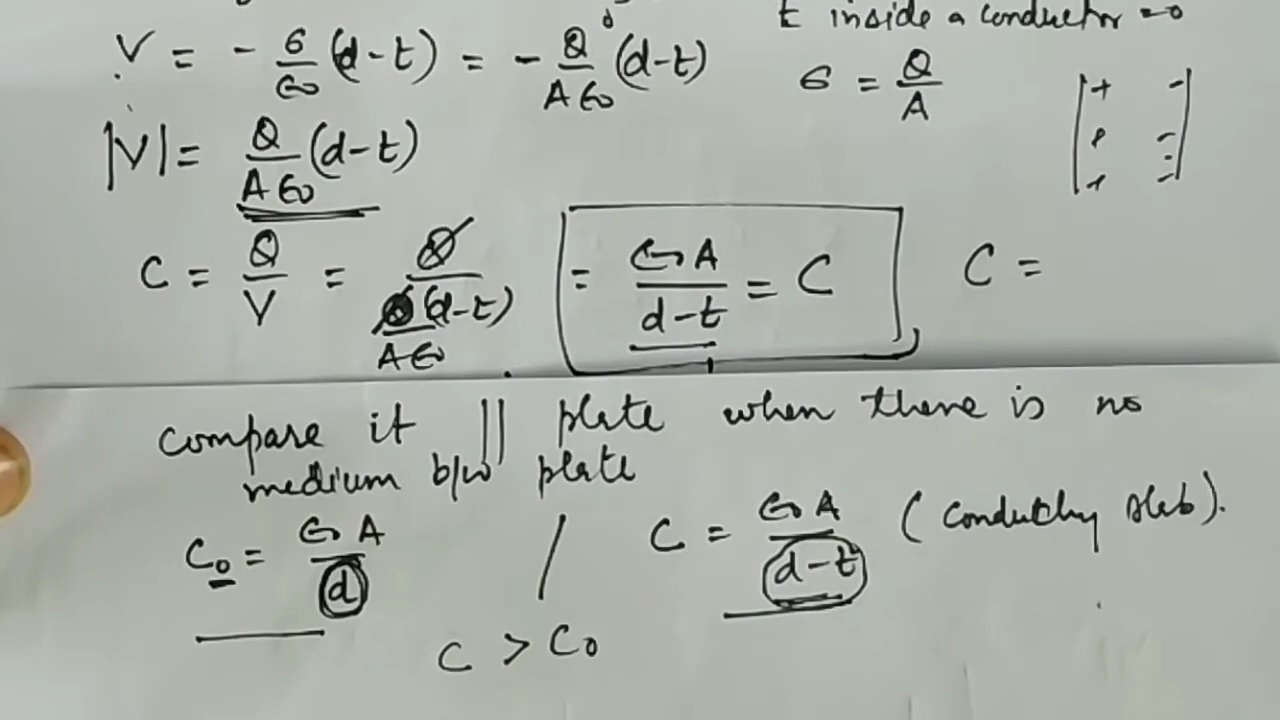 E inside a conductor = 0
V = - σ/ε₀ (d-t) = - Q/Aε₀ (d-t)
σ = Q/A
|V| = Q/Aε₀ (d-t)
C = Q/V = Q/(Q(d-t)/Aε₀) = ε₀A/d-t = C
C =
compare it || plate when there is no
medium b/w plate
C₀ = ε₀A/d / C = ε₀A/d-t (Conducting slab).
C > C₀